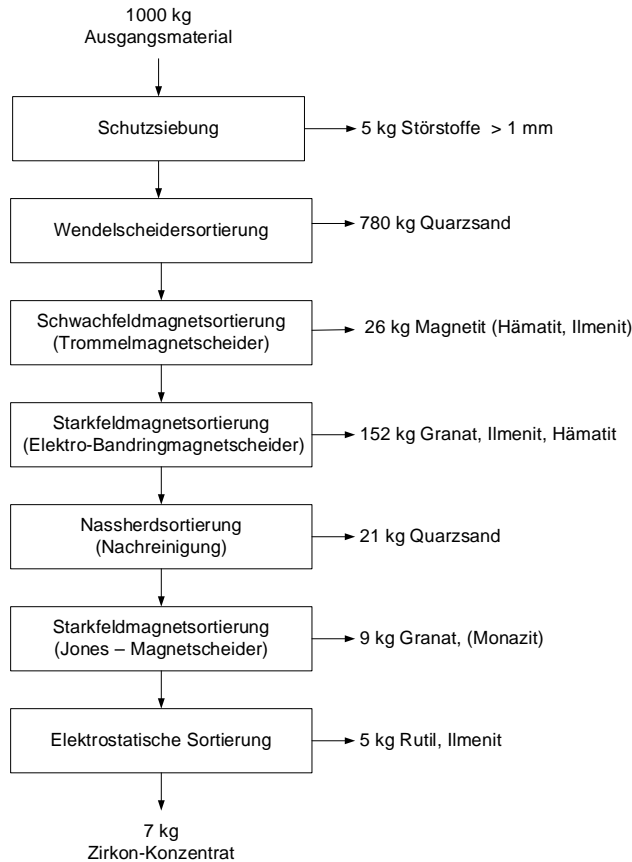 1000 kg
Ausgangsmaterial
Schutzsiebung
5 kg Störstoffe > 1 mm
Wendelscheidersortierung
780 kg Quarzsand
Schwachfeldmagnetsortierung
(Trommelmagnetscheider)
26 kg Magnetit (Hämatit, Ilmenit)
Starkfeldmagnetsortierung
(Elektro-Bandringmagnetscheider)
152 kg Granat, Ilmenit, Hämatit
Nassherdsortierung
(Nachreinigung)
21 kg Quarzsand
Starkfeldmagnetsortierung
(Jones – Magnetscheider)
9 kg Granat, (Monazit)
Elektrostatische Sortierung
5 kg Rutil, Ilmenit
7 kg
Zirkon-Konzentrat